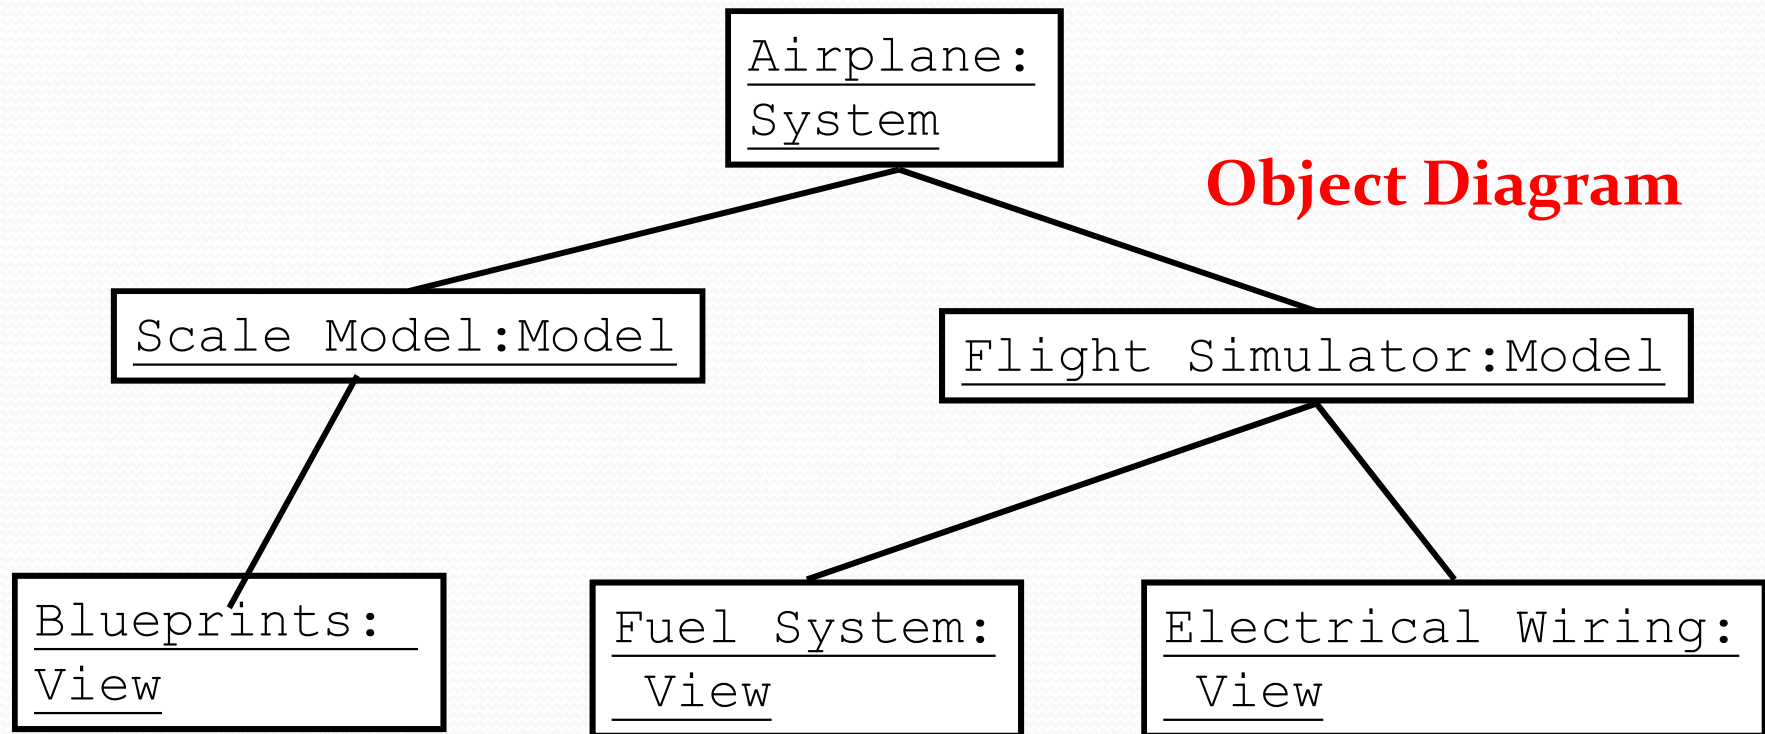 Airplane:
System
Object Diagram
Scale Model:Model
Flight Simulator:Model
Blueprints:
View
Fuel System:
View
Electrical Wiring:
View